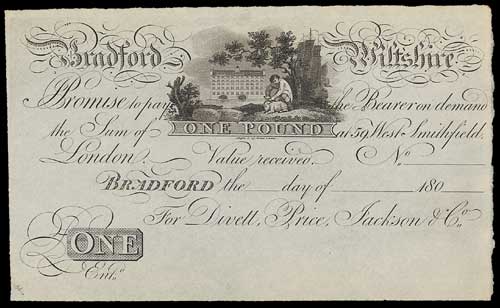 Bradford Wiltshire
I Promise to pay the Bearer on demand
ONE POUND
the Sum of at 59 West Smithfield,
London. Value received. No.
BRADFORD the day of 180
For Divett, Price, Jackson & Co.
ONE
Ent.d